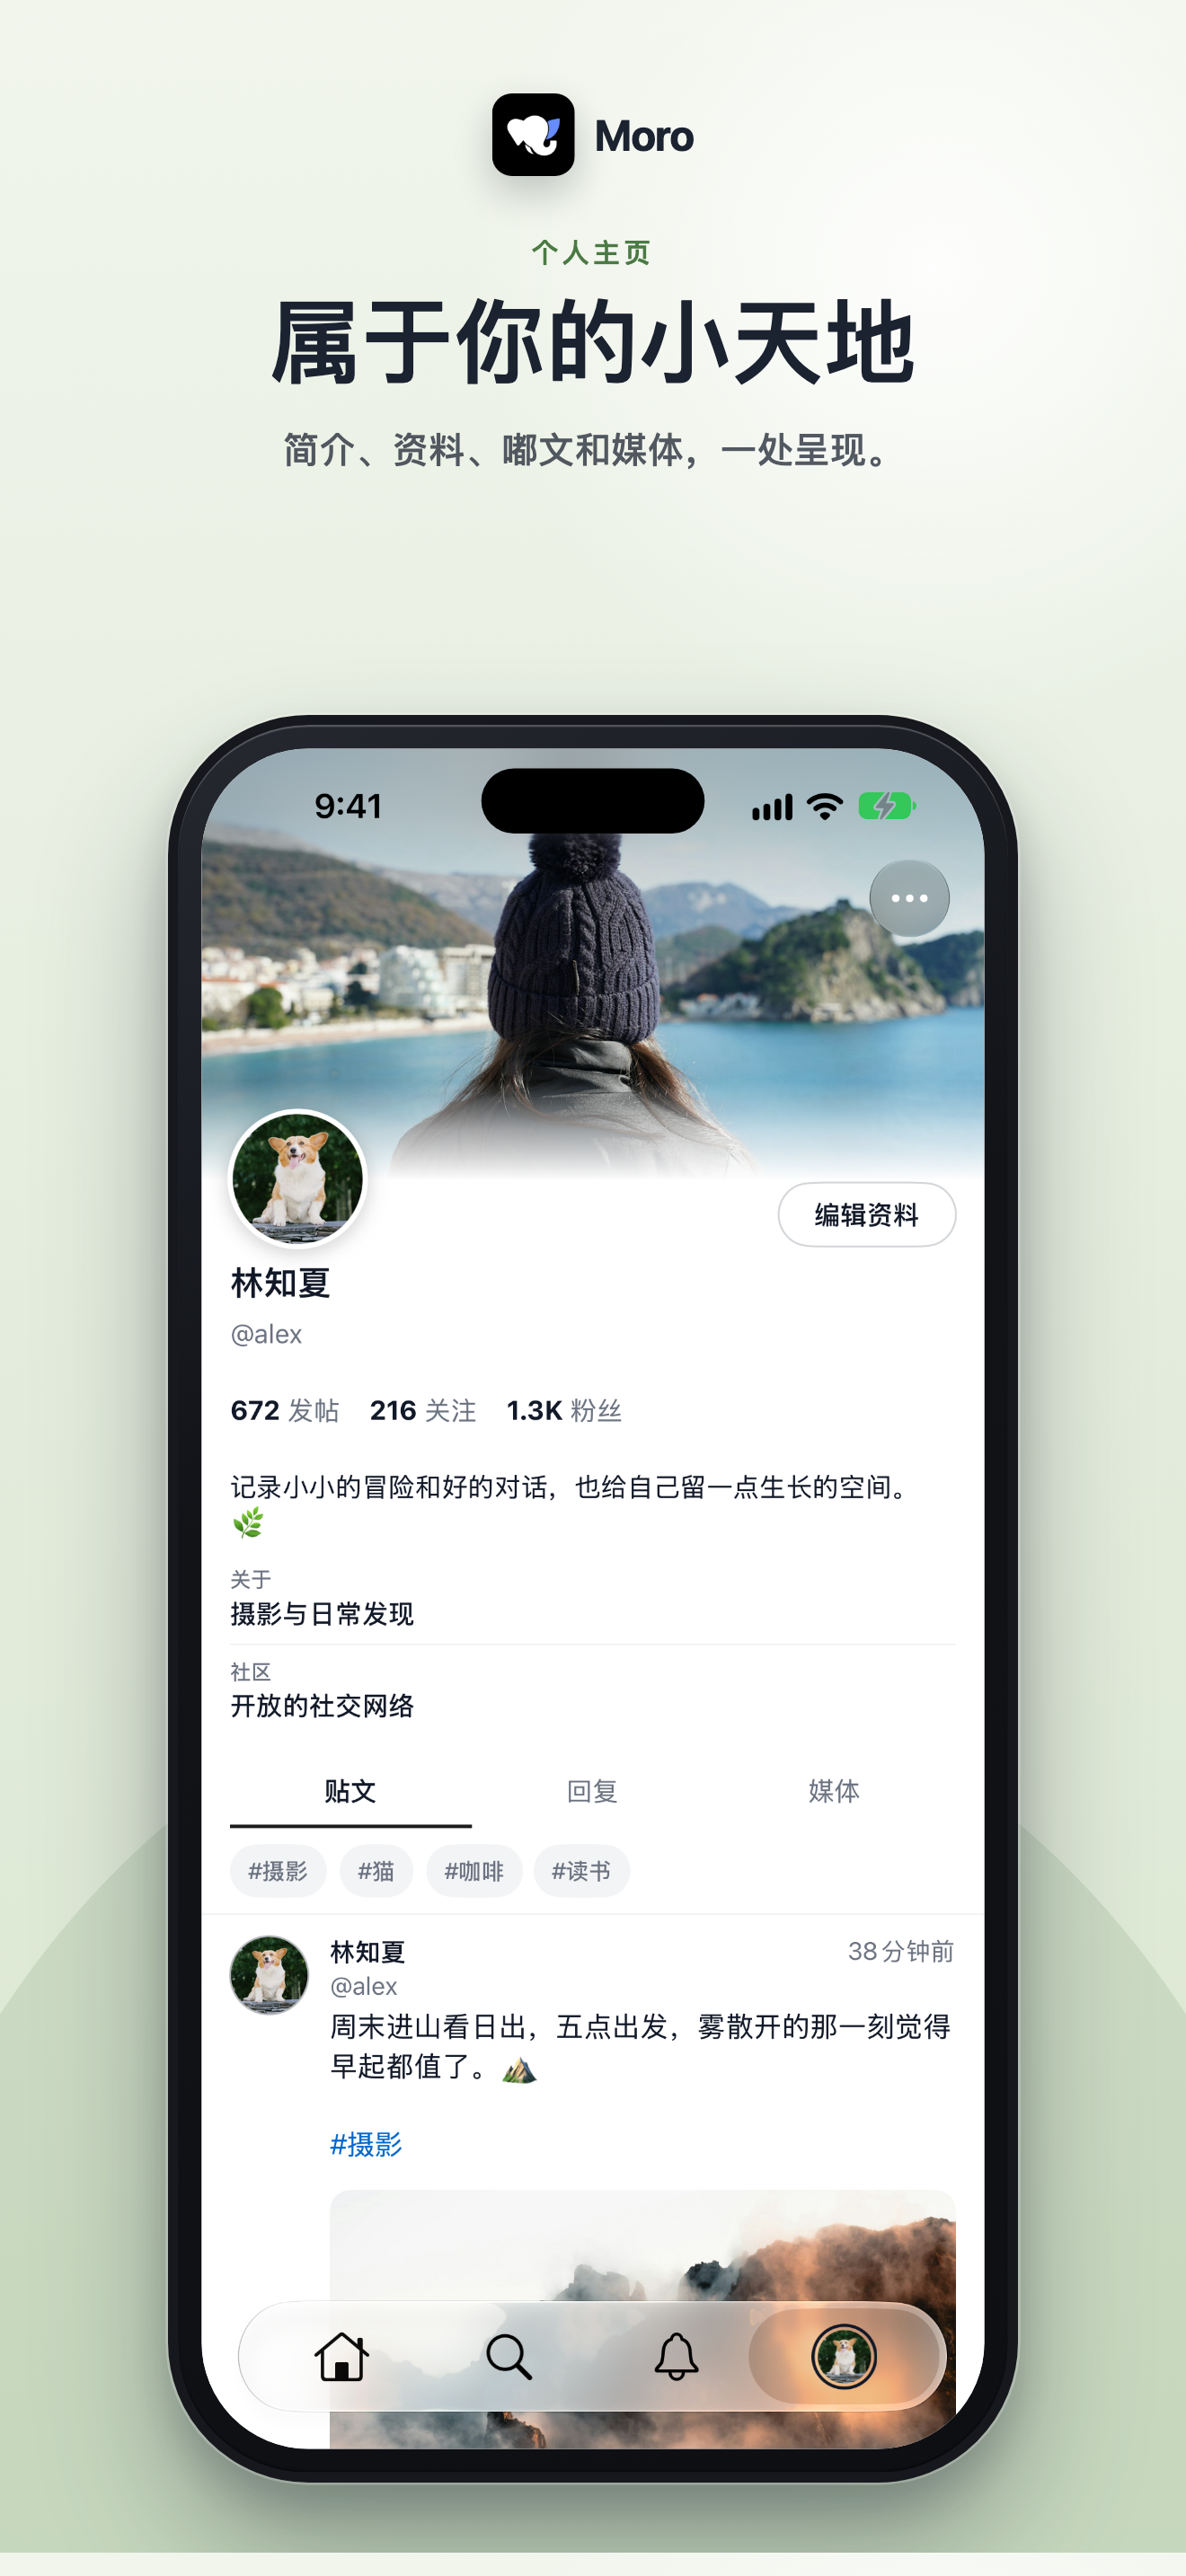 Moro
个人主页
属于你的小天地
简介、资料、嘟文和媒体，一处呈现。
9:41
编辑资料
林知夏
@alex
672 发帖 216 关注 1.3K 粉丝
记录小小的冒险和好的对话，也给自己留一点生长的空间。
🌿
关于
摄影与日常发现
社区
开放的社交网络
贴文 回复 媒体
#摄影 #猫 #咖啡 #读书
林知夏 38 分钟前
@alex
周末进山看日出，五点出发，雾散开的那一刻觉得
早起都值了。⛰️
#摄影